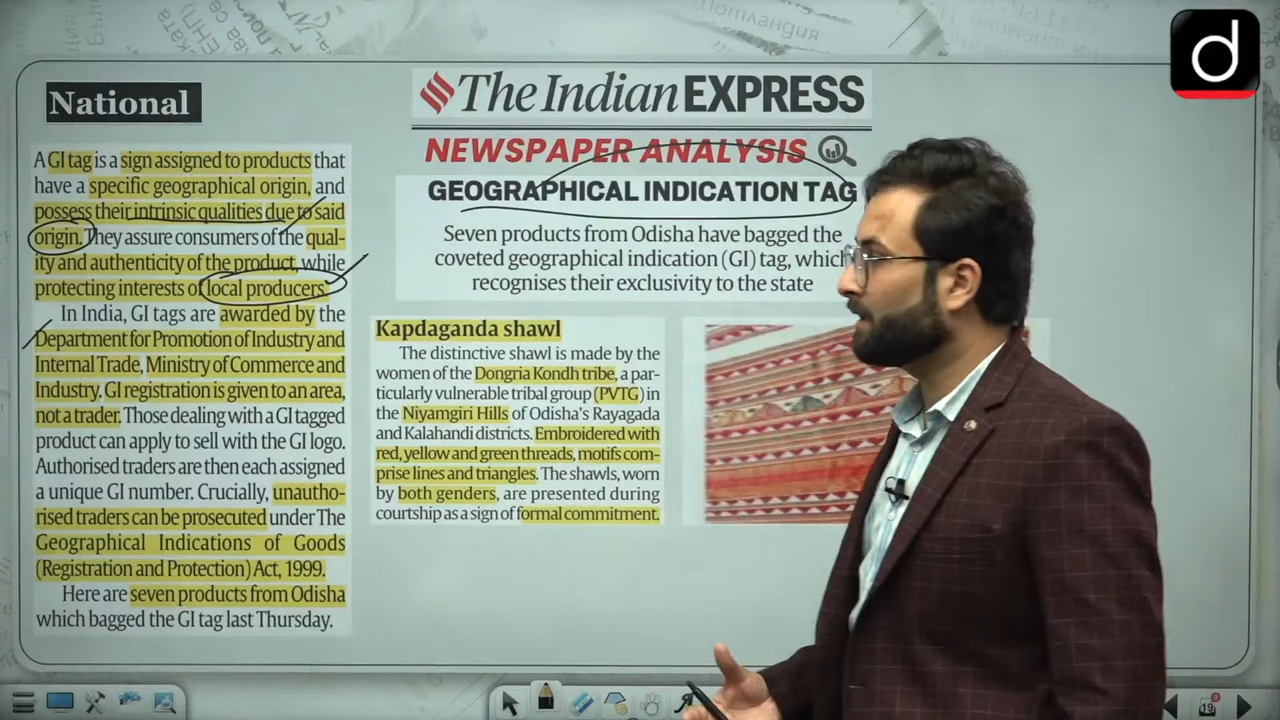 National
The Indian EXPRESS
NEWSPAPER ANALYSIS
GEOGRAPHICAL INDICATION TAG
Seven products from Odisha have bagged the
coveted geographical indication (GI) tag, which
recognises their exclusivity to the state
A GI tag is a sign assigned to products that
have a specific geographical origin, and
possess their intrinsic qualities due to said
origin. They assure consumers of the qual-
ity and authenticity of the product, while
protecting interests of local producers.
In India, GI tags are awarded by the
Department for Promotion of Industry and
Internal Trade, Ministry of Commerce and
Industry. GI registration is given to an area,
not a trader. Those dealing with a GI tagged
product can apply to sell with the GI logo.
Authorised traders are then each assigned
a unique GI number. Crucially, unautho-
rised traders can be prosecuted under The
Geographical Indications of Goods
(Registration and Protection) Act, 1999.
Here are seven products from Odisha
which bagged the GI tag last Thursday.
Kapdaganda shawl
The distinctive shawl is made by the
women of the Dongria Kondh tribe, a par-
ticularly vulnerable tribal group (PVTG) in
the Niyamgiri Hills of Odisha's Rayagada
and Kalahandi districts. Embroidered with
red, yellow and green threads, motifs com-
prise lines and triangles. The shawls, worn
by both genders, are presented during
courtship as a sign of formal commitment.
d
19